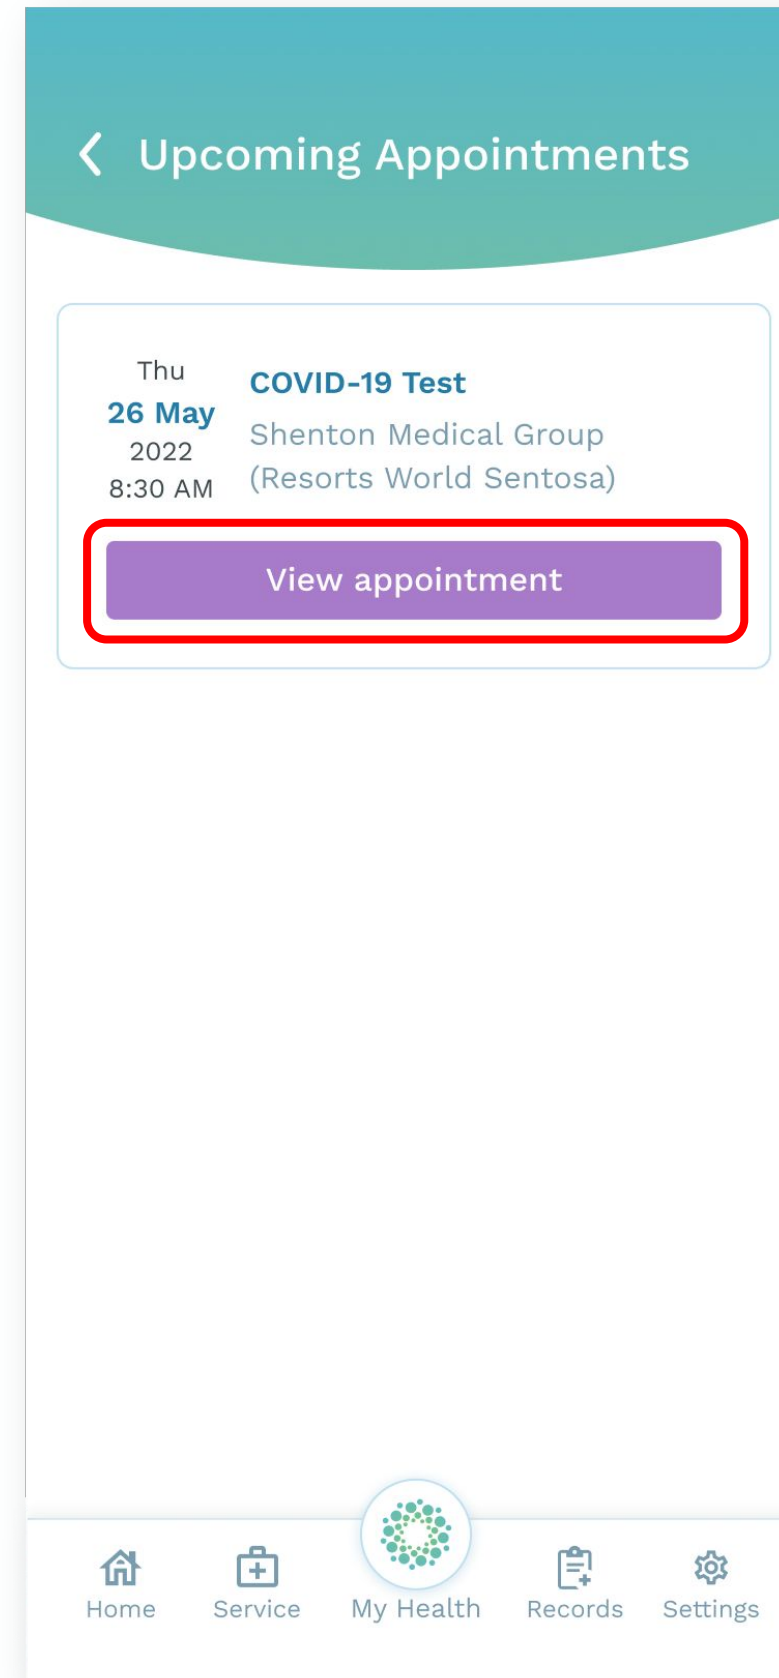 Upcoming Appointments
Thu
26 May
2022
8:30 AM
COVID-19 Test
Shenton Medical Group
(Resorts World Sentosa)
View appointment
Home
Service
My Health
Records
Settings